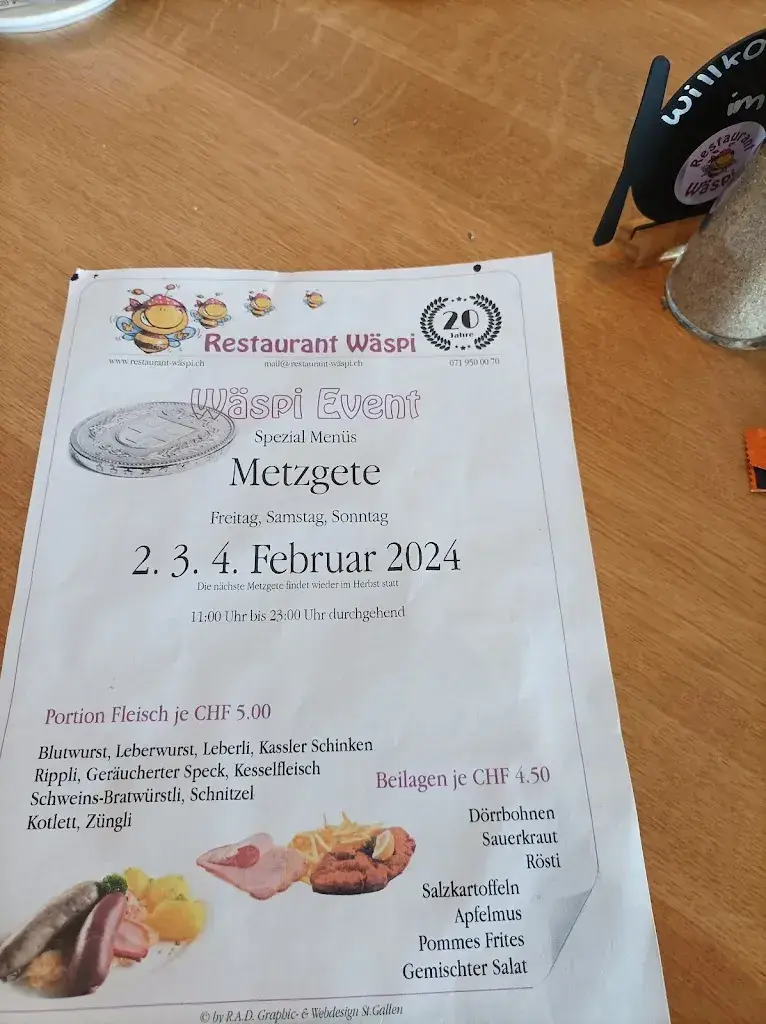 Willko
im
Restaurant
Wäspi
Restaurant Wäspi
20
Jahre
www.restaurant-wäspi.ch mail@restaurant-wäspi.ch 071 950 00 70
Wäspi Event
Spezial Menüs
Metzgete
Freitag, Samstag, Sonntag
2. 3. 4. Februar 2024
Die nächste Metzgete findet wieder im Herbst statt
11:00 Uhr bis 23:00 Uhr durchgehend
Portion Fleisch je CHF 5.00
Blutwurst, Leberwurst, Leberli, Kassler Schinken
Rippli, Geräucherter Speck, Kesselfleisch
Schweins-Bratwürstli, Schnitzel
Kotlett, Züngli
Beilagen je CHF 4.50
Dörrbohnen
Sauerkraut
Rösti
Salzkartoffeln
Apfelmus
Pommes Frites
Gemischter Salat
© by R.A.D. Graphic- & Webdesign St.Gallen